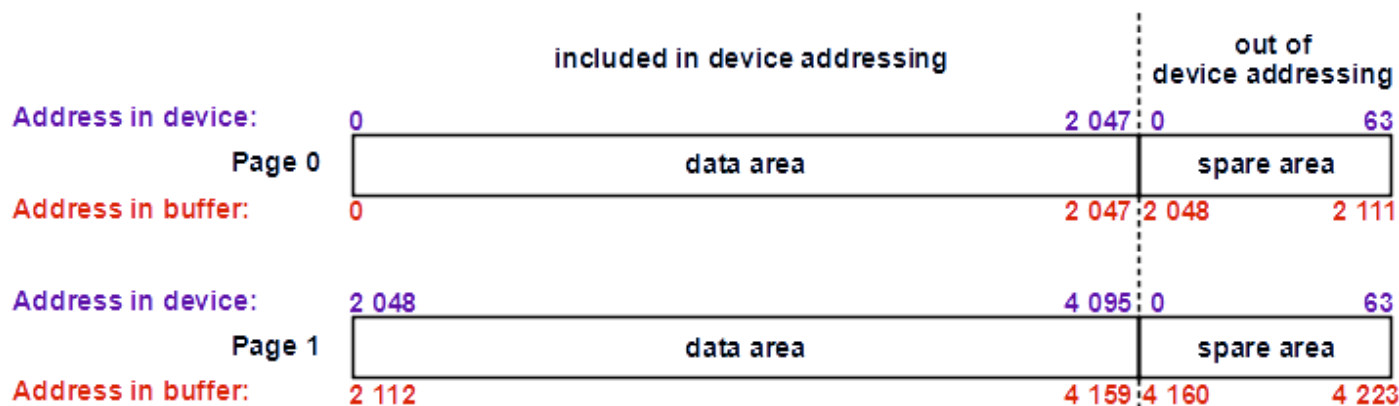 included in device addressing
out of
device addressing
Address in device: 0 2 047 0 63
Page 0 data area spare area
Address in buffer: 0 2 047 2 048 2 111
Address in device: 2 048 4 095 0 63
Page 1 data area spare area
Address in buffer: 2 112 4 159 4 160 4 223